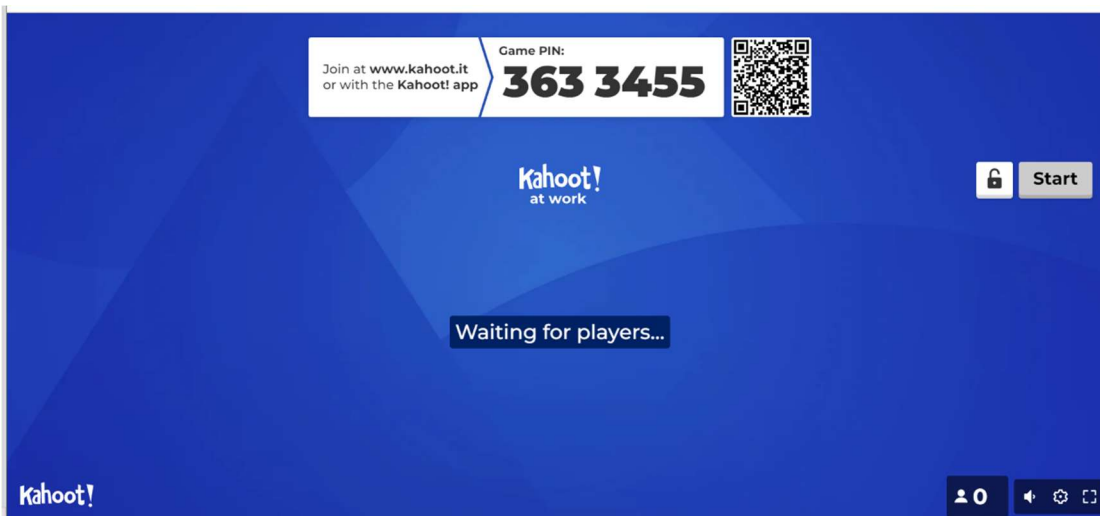 Join at www.kahoot.it
or with the Kahoot! app
Game PIN:
363 3455
Kahoot!
at work
Start
Waiting for players...
Kahoot!
0